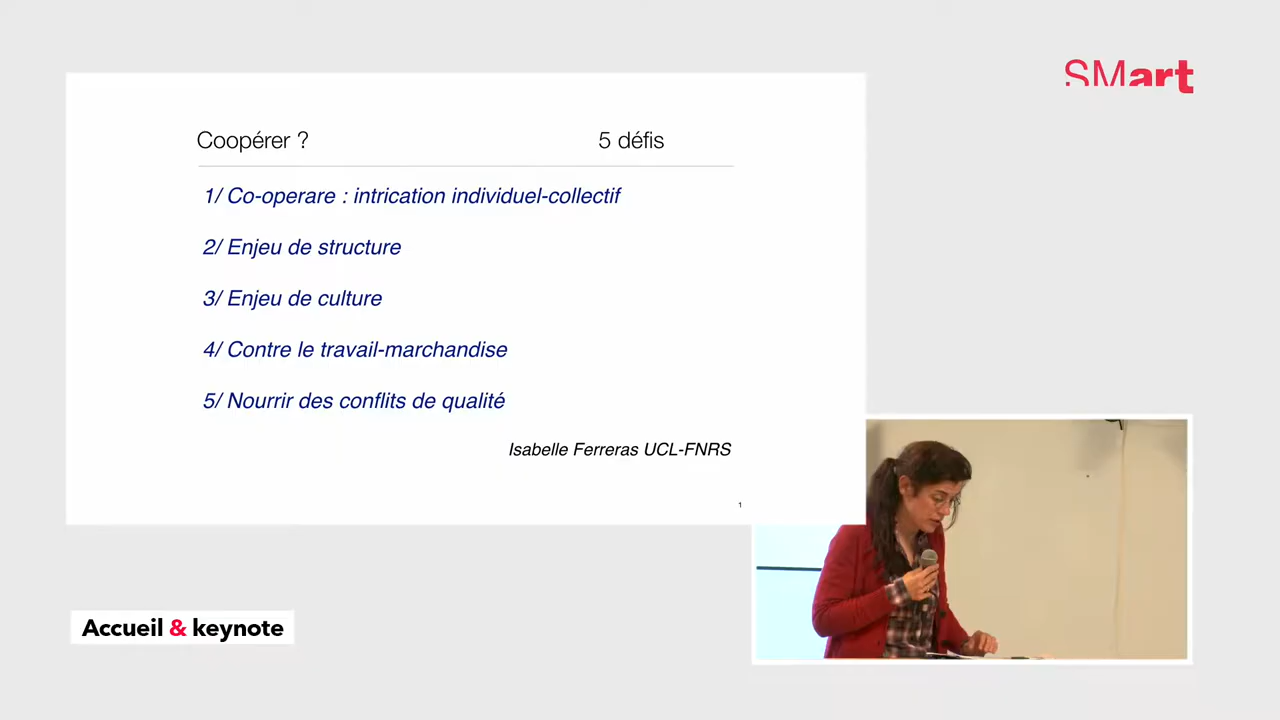 SMart
Coopérer ? 5 défis
1/ Co-operare : intrication individuel-collectif
2/ Enjeu de structure
3/ Enjeu de culture
4/ Contre le travail-marchandise
5/ Nourrir des conflits de qualité
Isabelle Ferreras UCL-FNRS
1
Accueil & keynote